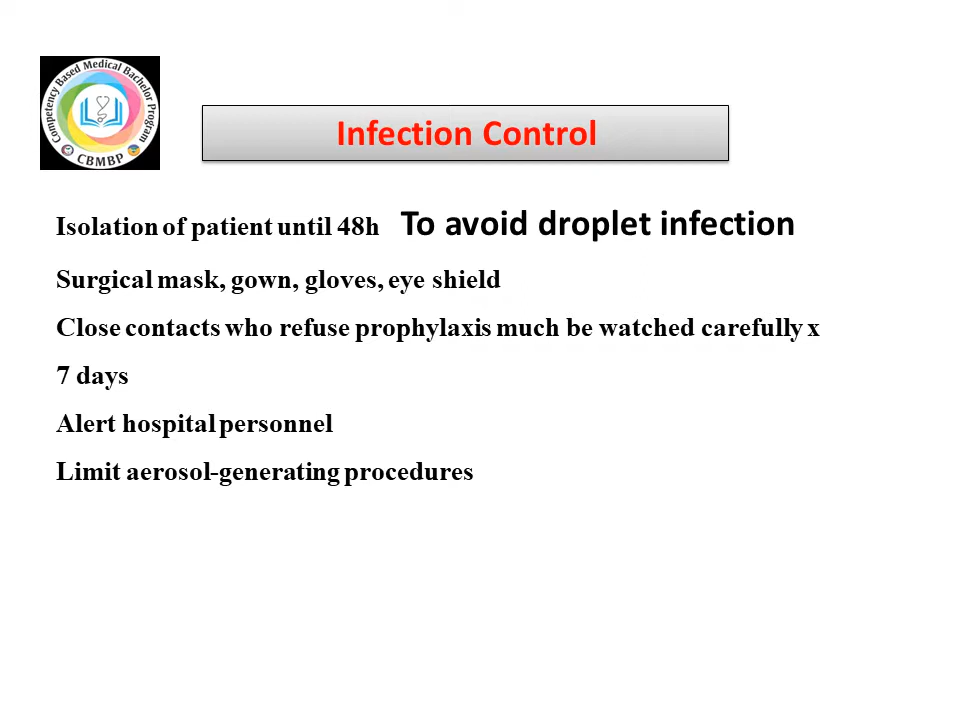 Competency Based Medical Bachelor Program
CBMBP
Infection Control
Isolation of patient until 48h To avoid droplet infection
Surgical mask, gown, gloves, eye shield
Close contacts who refuse prophylaxis much be watched carefully x
7 days
Alert hospital personnel
Limit aerosol-generating procedures